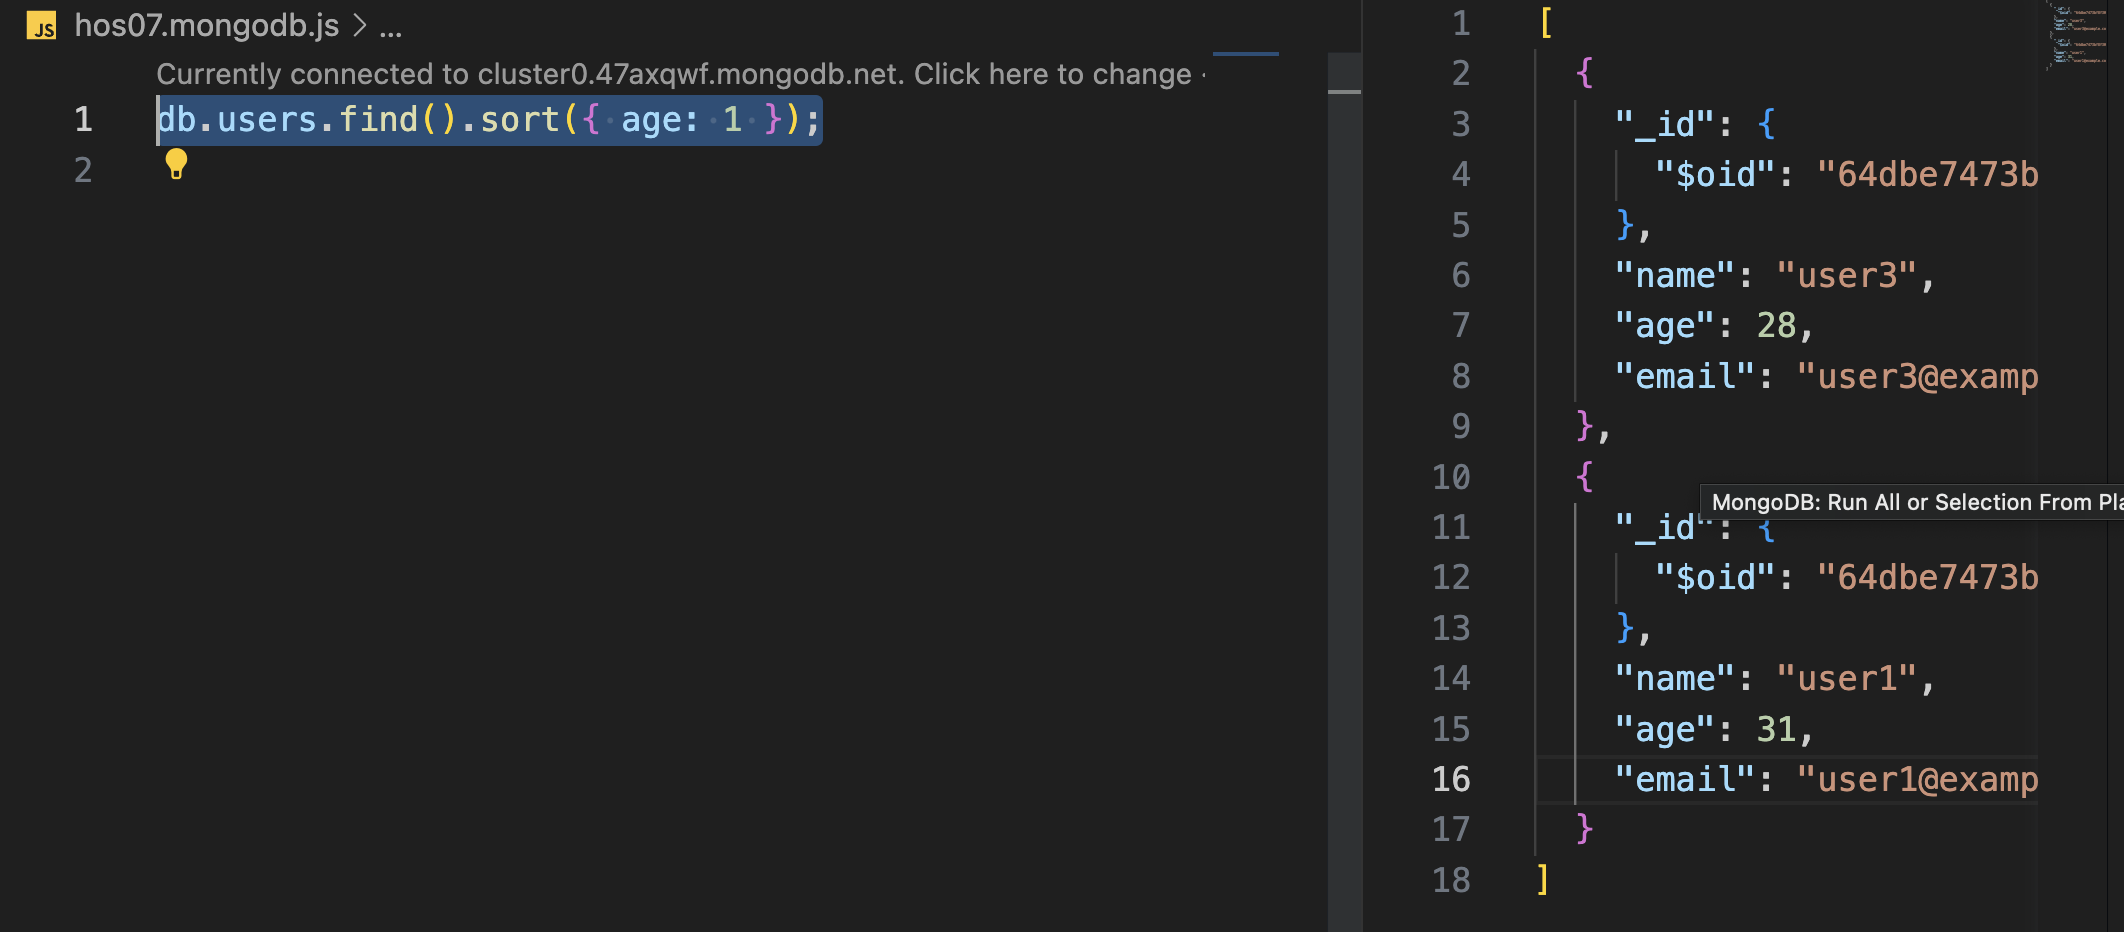 JS hos07.mongodb.js > ...
Currently connected to cluster0.47axqwf.mongodb.net. Click here to change
1 db.users.find().sort({ age: 1 });
2
1 [
2 {
3 "_id": {
4 "$oid": "64dbe7473b
5 },
6 "name": "user3",
7 "age": 28,
8 "email": "user3@examp
9 },
10 {
MongoDB: Run All or Selection From Pla
11 "_id": {
12 "$oid": "64dbe7473b
13 },
14 "name": "user1",
15 "age": 31,
16 "email": "user1@examp
17 }
18 ]